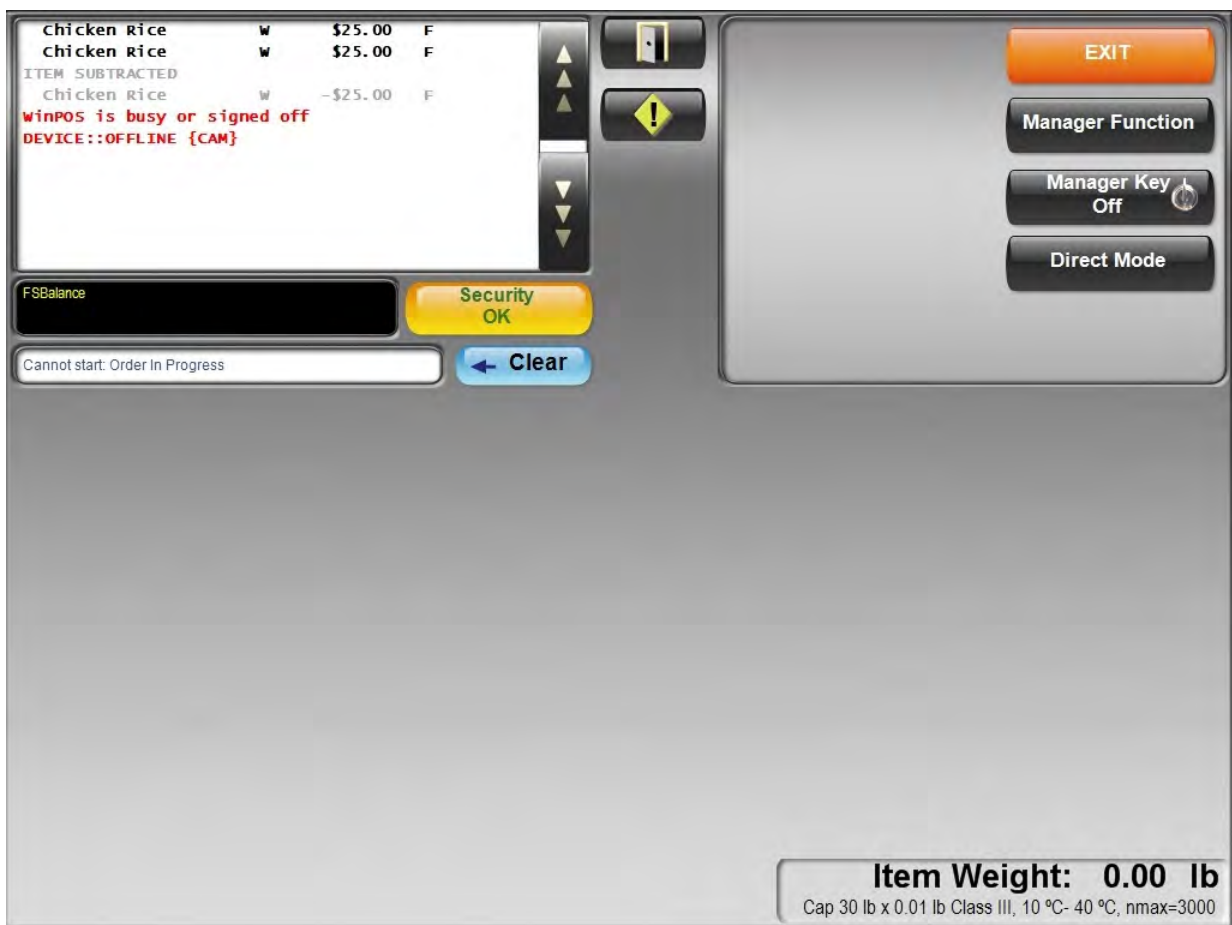 Chicken Rice W $25.00 F
Chicken Rice W $25.00 F
ITEM SUBTRACTED
Chicken Rice W -$25.00 F
WinPOS is busy or signed off
DEVICE::OFFLINE {CAM}
FSBalance
Security
OK
Cannot start: Order In Progress
Clear
EXIT
Manager Function
Manager Key
Off
Direct Mode
Item Weight: 0.00 lb
Cap 30 lb x 0.01 lb Class III, 10 ºC- 40 ºC, nmax=3000